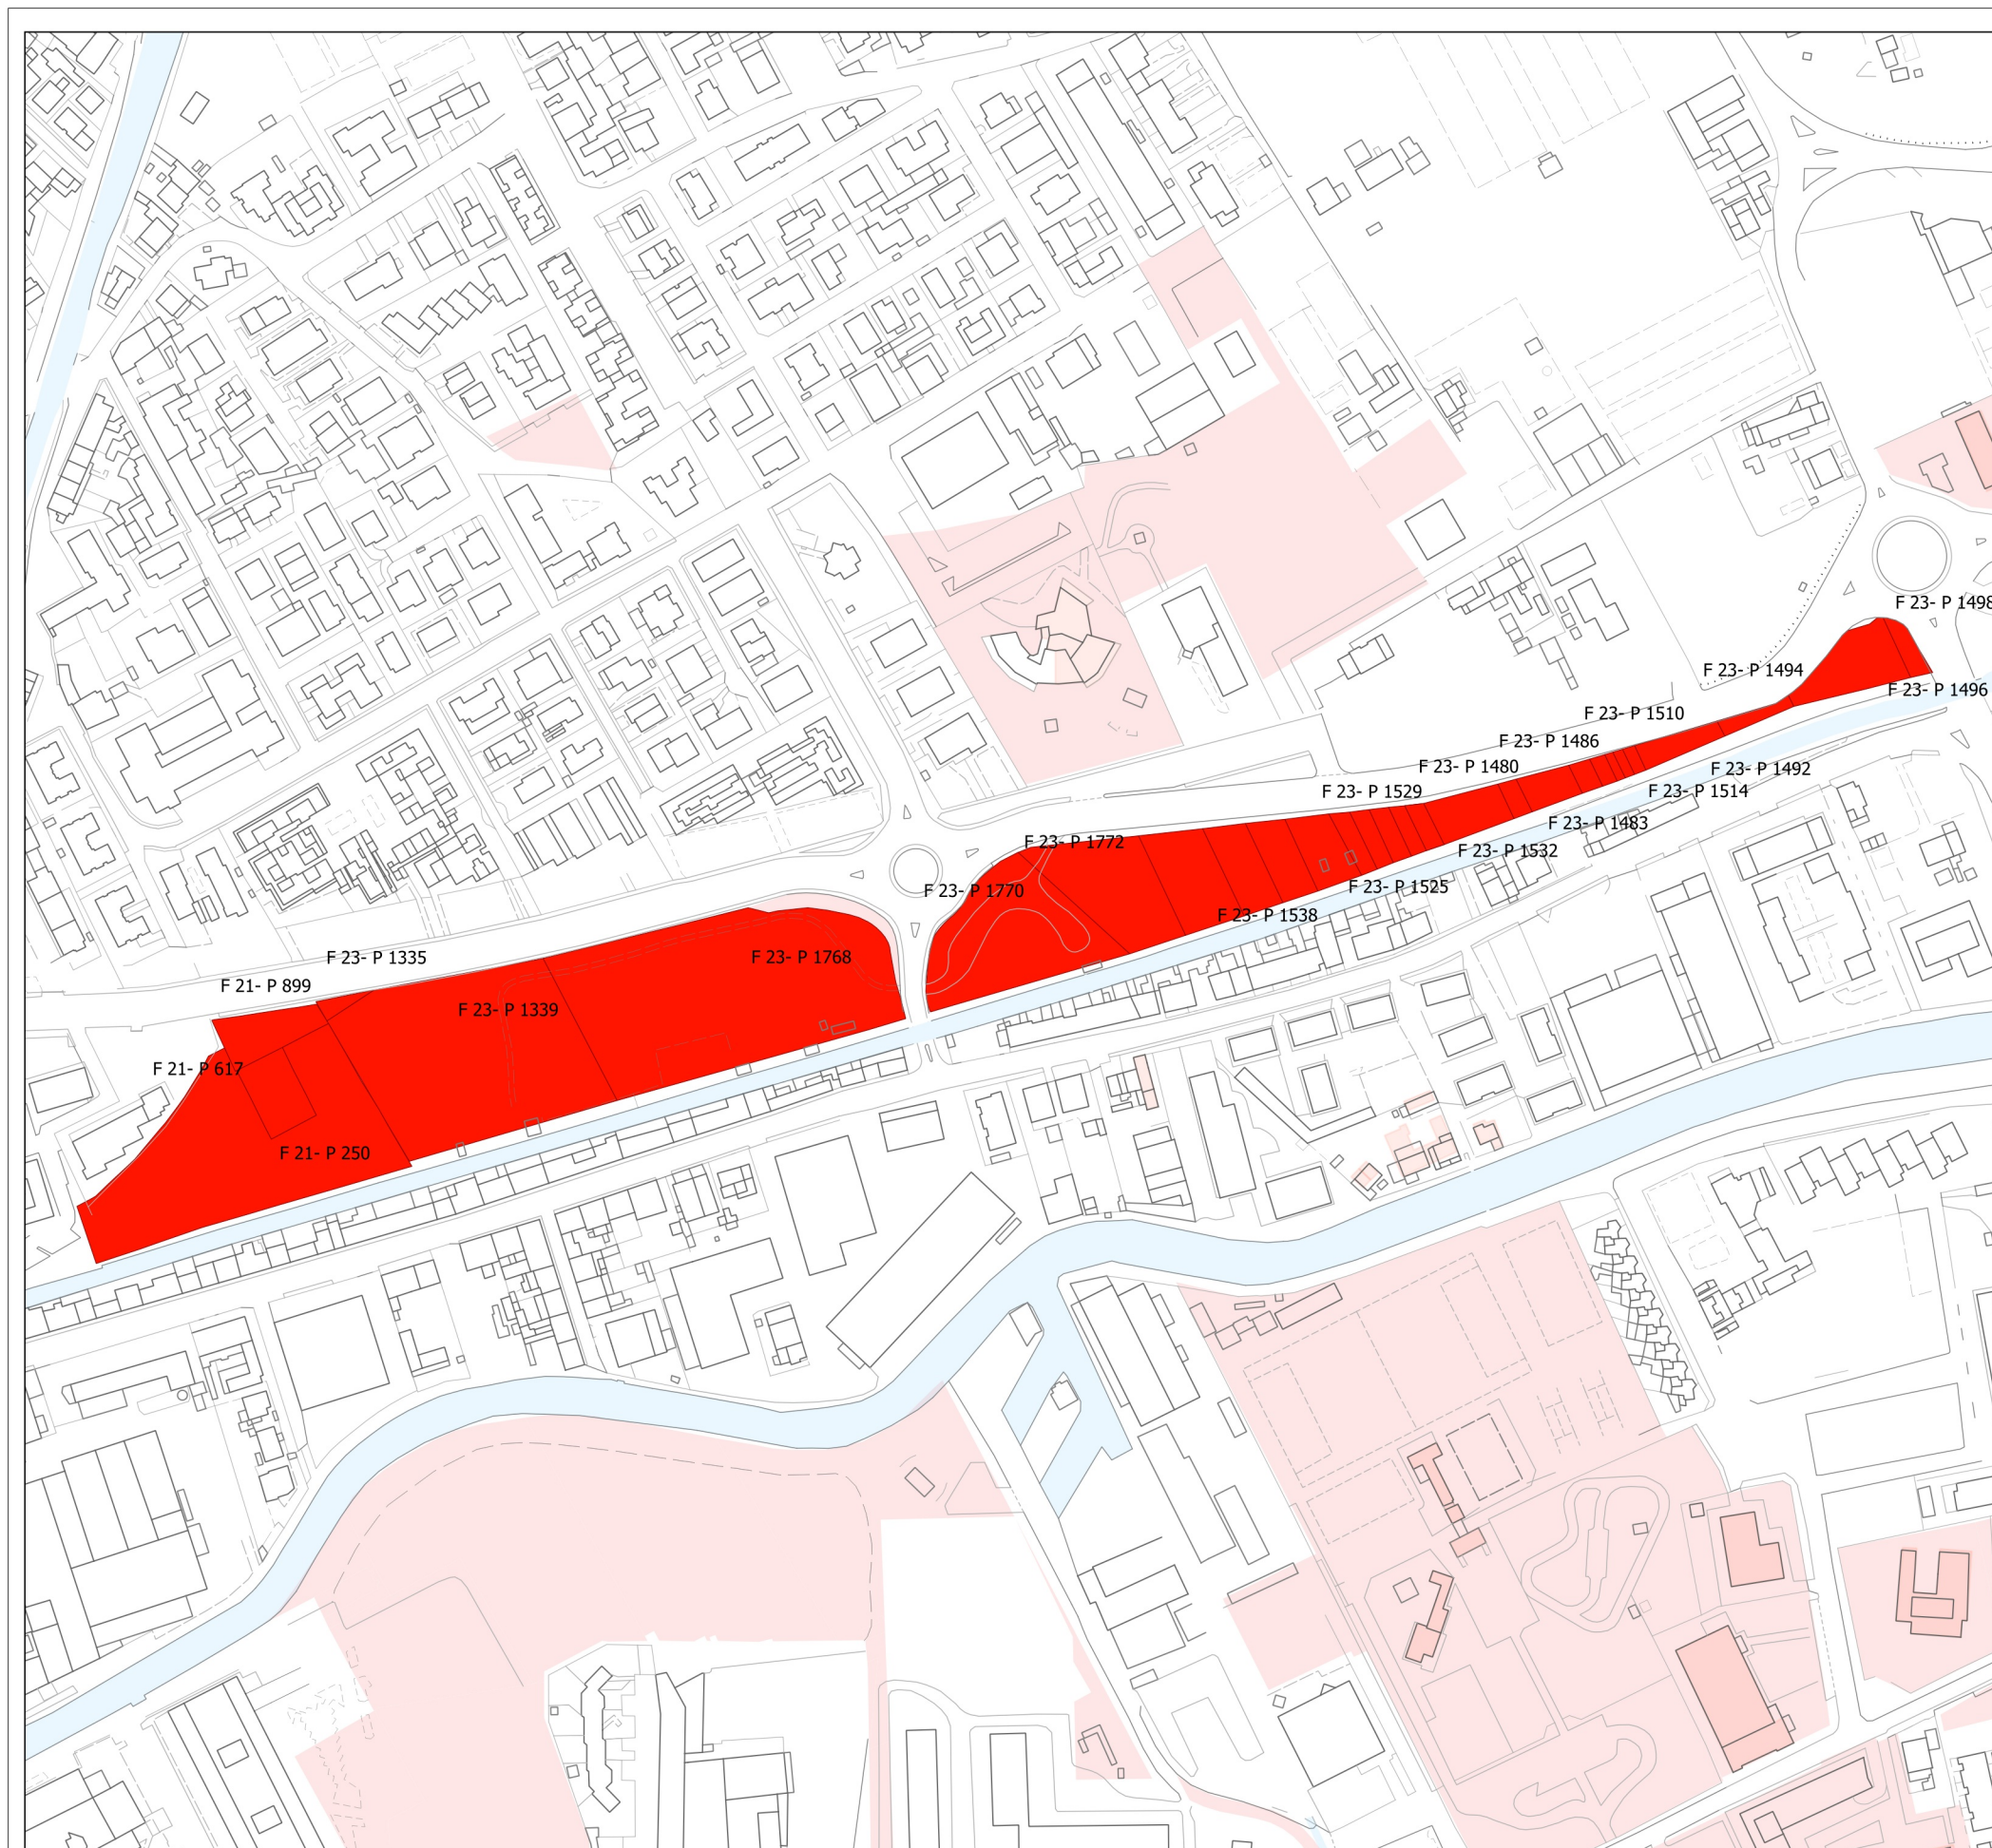 F 23- P 1498
F 23- P 1494
F 23- P 1496
F 23- P 1510
F 23- P 1486
F 23- P 1480
F 23- P 1492
F 23- P 1529
F 23- P 1514
F 23- P 1483
F 23- P 1772
F 23- P 1532
F 23- P 1770
F 23- P 1525
F 23- P 1538
F 23- P 1335
F 23- P 1768
F 21- P 899
F 23- P 1339
F 21- P 617
F 21- P 250